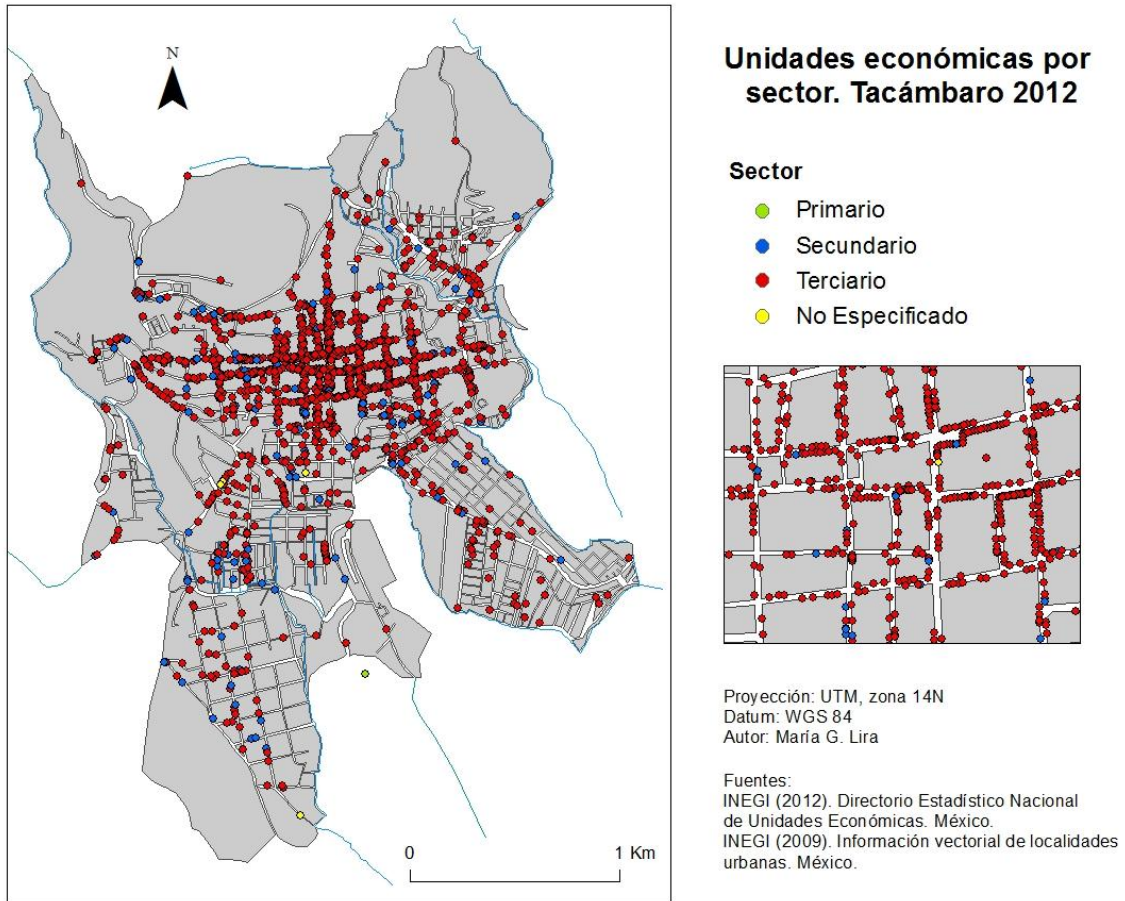 N
Unidades económicas por
sector. Tacámbaro 2012
Sector
Primario
Secundario
Terciario
No Especificado
Proyección: UTM, zona 14N
Datum: WGS 84
Autor: María G. Lira
Fuentes:
INEGI (2012). Directorio Estadístico Nacional
de Unidades Económicas. México.
INEGI (2009). Información vectorial de localidades
urbanas. México.
0 1 Km